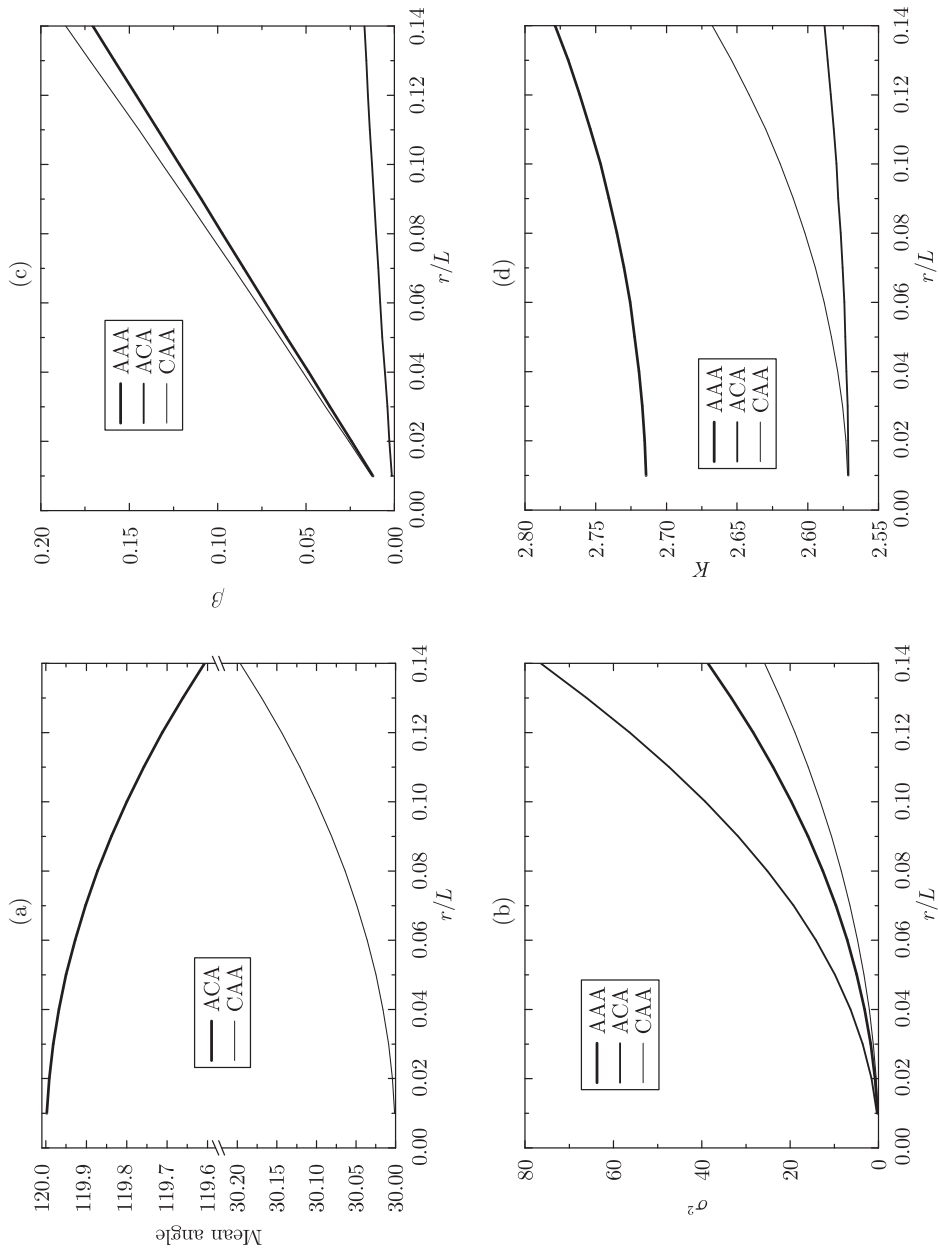 (a)
Mean angle
120.0
119.9
119.8
119.7
119.6
30.20
30.15
30.10
30.05
30.00
ACA
CAA
0.00 0.02 0.04 0.06 0.08 0.10 0.12 0.14
r/L
(c)
β
0.20
0.15
0.10
0.05
0.00
AAA
ACA
CAA
0.00 0.02 0.04 0.06 0.08 0.10 0.12 0.14
r/L
(b)
σ²
80
60
40
20
0
AAA
ACA
CAA
0.00 0.02 0.04 0.06 0.08 0.10 0.12 0.14
r/L
(d)
K
2.80
2.75
2.70
2.65
2.60
2.55
AAA
ACA
CAA
0.00 0.02 0.04 0.06 0.08 0.10 0.12 0.14
r/L